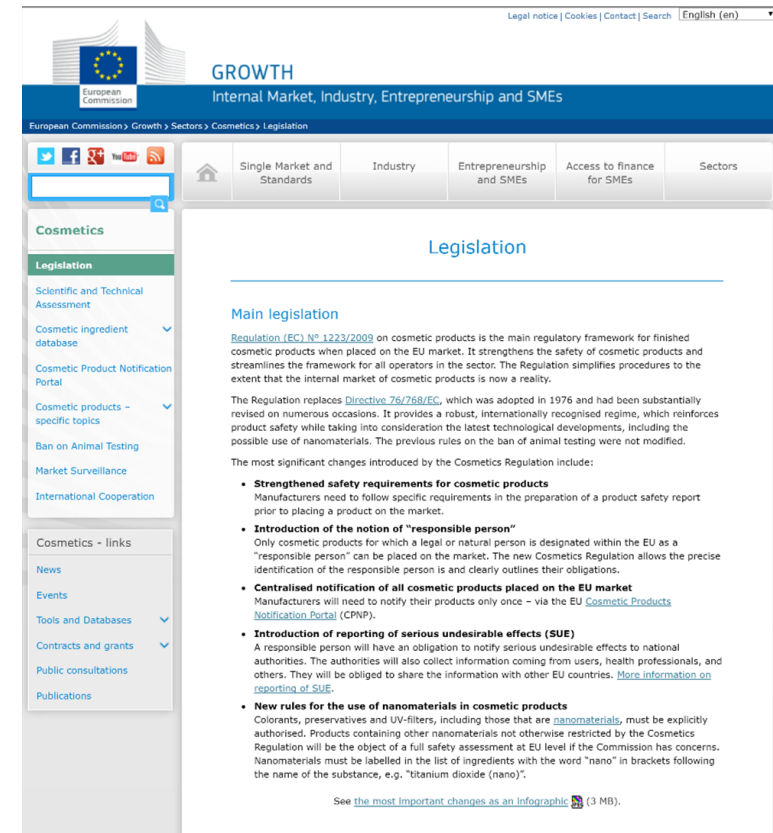 Legal notice | Cookies | Contact | Search English (en)
European
Commission
GROWTH
Internal Market, Industry, Entrepreneurship and SMEs
European Commission > Growth > Sectors > Cosmetics > Legislation
You Tube
Single Market and
Standards
Industry
Entrepreneurship
and SMEs
Access to finance
for SMEs
Sectors
Cosmetics
Legislation
Scientific and Technical
Assessment
Cosmetic ingredient
database
Cosmetic Product Notification
Portal
Cosmetic products –
specific topics
Ban on Animal Testing
Market Surveillance
International Cooperation
Cosmetics - links
News
Events
Tools and Databases
Contracts and grants
Public consultations
Publications
Legislation
Main legislation
Regulation (EC) N° 1223/2009 on cosmetic products is the main regulatory framework for finished
cosmetic products when placed on the EU market. It strengthens the safety of cosmetic products and
streamlines the framework for all operators in the sector. The Regulation simplifies procedures to the
extent that the internal market of cosmetic products is now a reality.
The Regulation replaces Directive 76/768/EC, which was adopted in 1976 and had been substantially
revised on numerous occasions. It provides a robust, internationally recognised regime, which reinforces
product safety while taking into consideration the latest technological developments, including the
possible use of nanomaterials. The previous rules on the ban of animal testing were not modified.
The most significant changes introduced by the Cosmetics Regulation include:
• Strengthened safety requirements for cosmetic products
Manufacturers need to follow specific requirements in the preparation of a product safety report
prior to placing a product on the market.
• Introduction of the notion of "responsible person"
Only cosmetic products for which a legal or natural person is designated within the EU as a
"responsible person" can be placed on the market. The new Cosmetics Regulation allows the precise
identification of the responsible person is and clearly outlines their obligations.
• Centralised notification of all cosmetic products placed on the EU market
Manufacturers will need to notify their products only once – via the EU Cosmetic Products
Notification Portal (CPNP).
• Introduction of reporting of serious undesirable effects (SUE)
A responsible person will have an obligation to notify serious undesirable effects to national
authorities. The authorities will also collect information coming from users, health professionals, and
others. They will be obliged to share the information with other EU countries. More information on
reporting of SUE.
• New rules for the use of nanomaterials in cosmetic products
Colorants, preservatives and UV-filters, including those that are nanomaterials, must be explicitly
authorised. Products containing other nanomaterials not otherwise restricted by the Cosmetics
Regulation will be the object of a full safety assessment at EU level if the Commission has concerns.
Nanomaterials must be labelled in the list of ingredients with the word "nano" in brackets following
the name of the substance, e.g. "titanium dioxide (nano)".
See the most important changes as an infographic (3 MB).